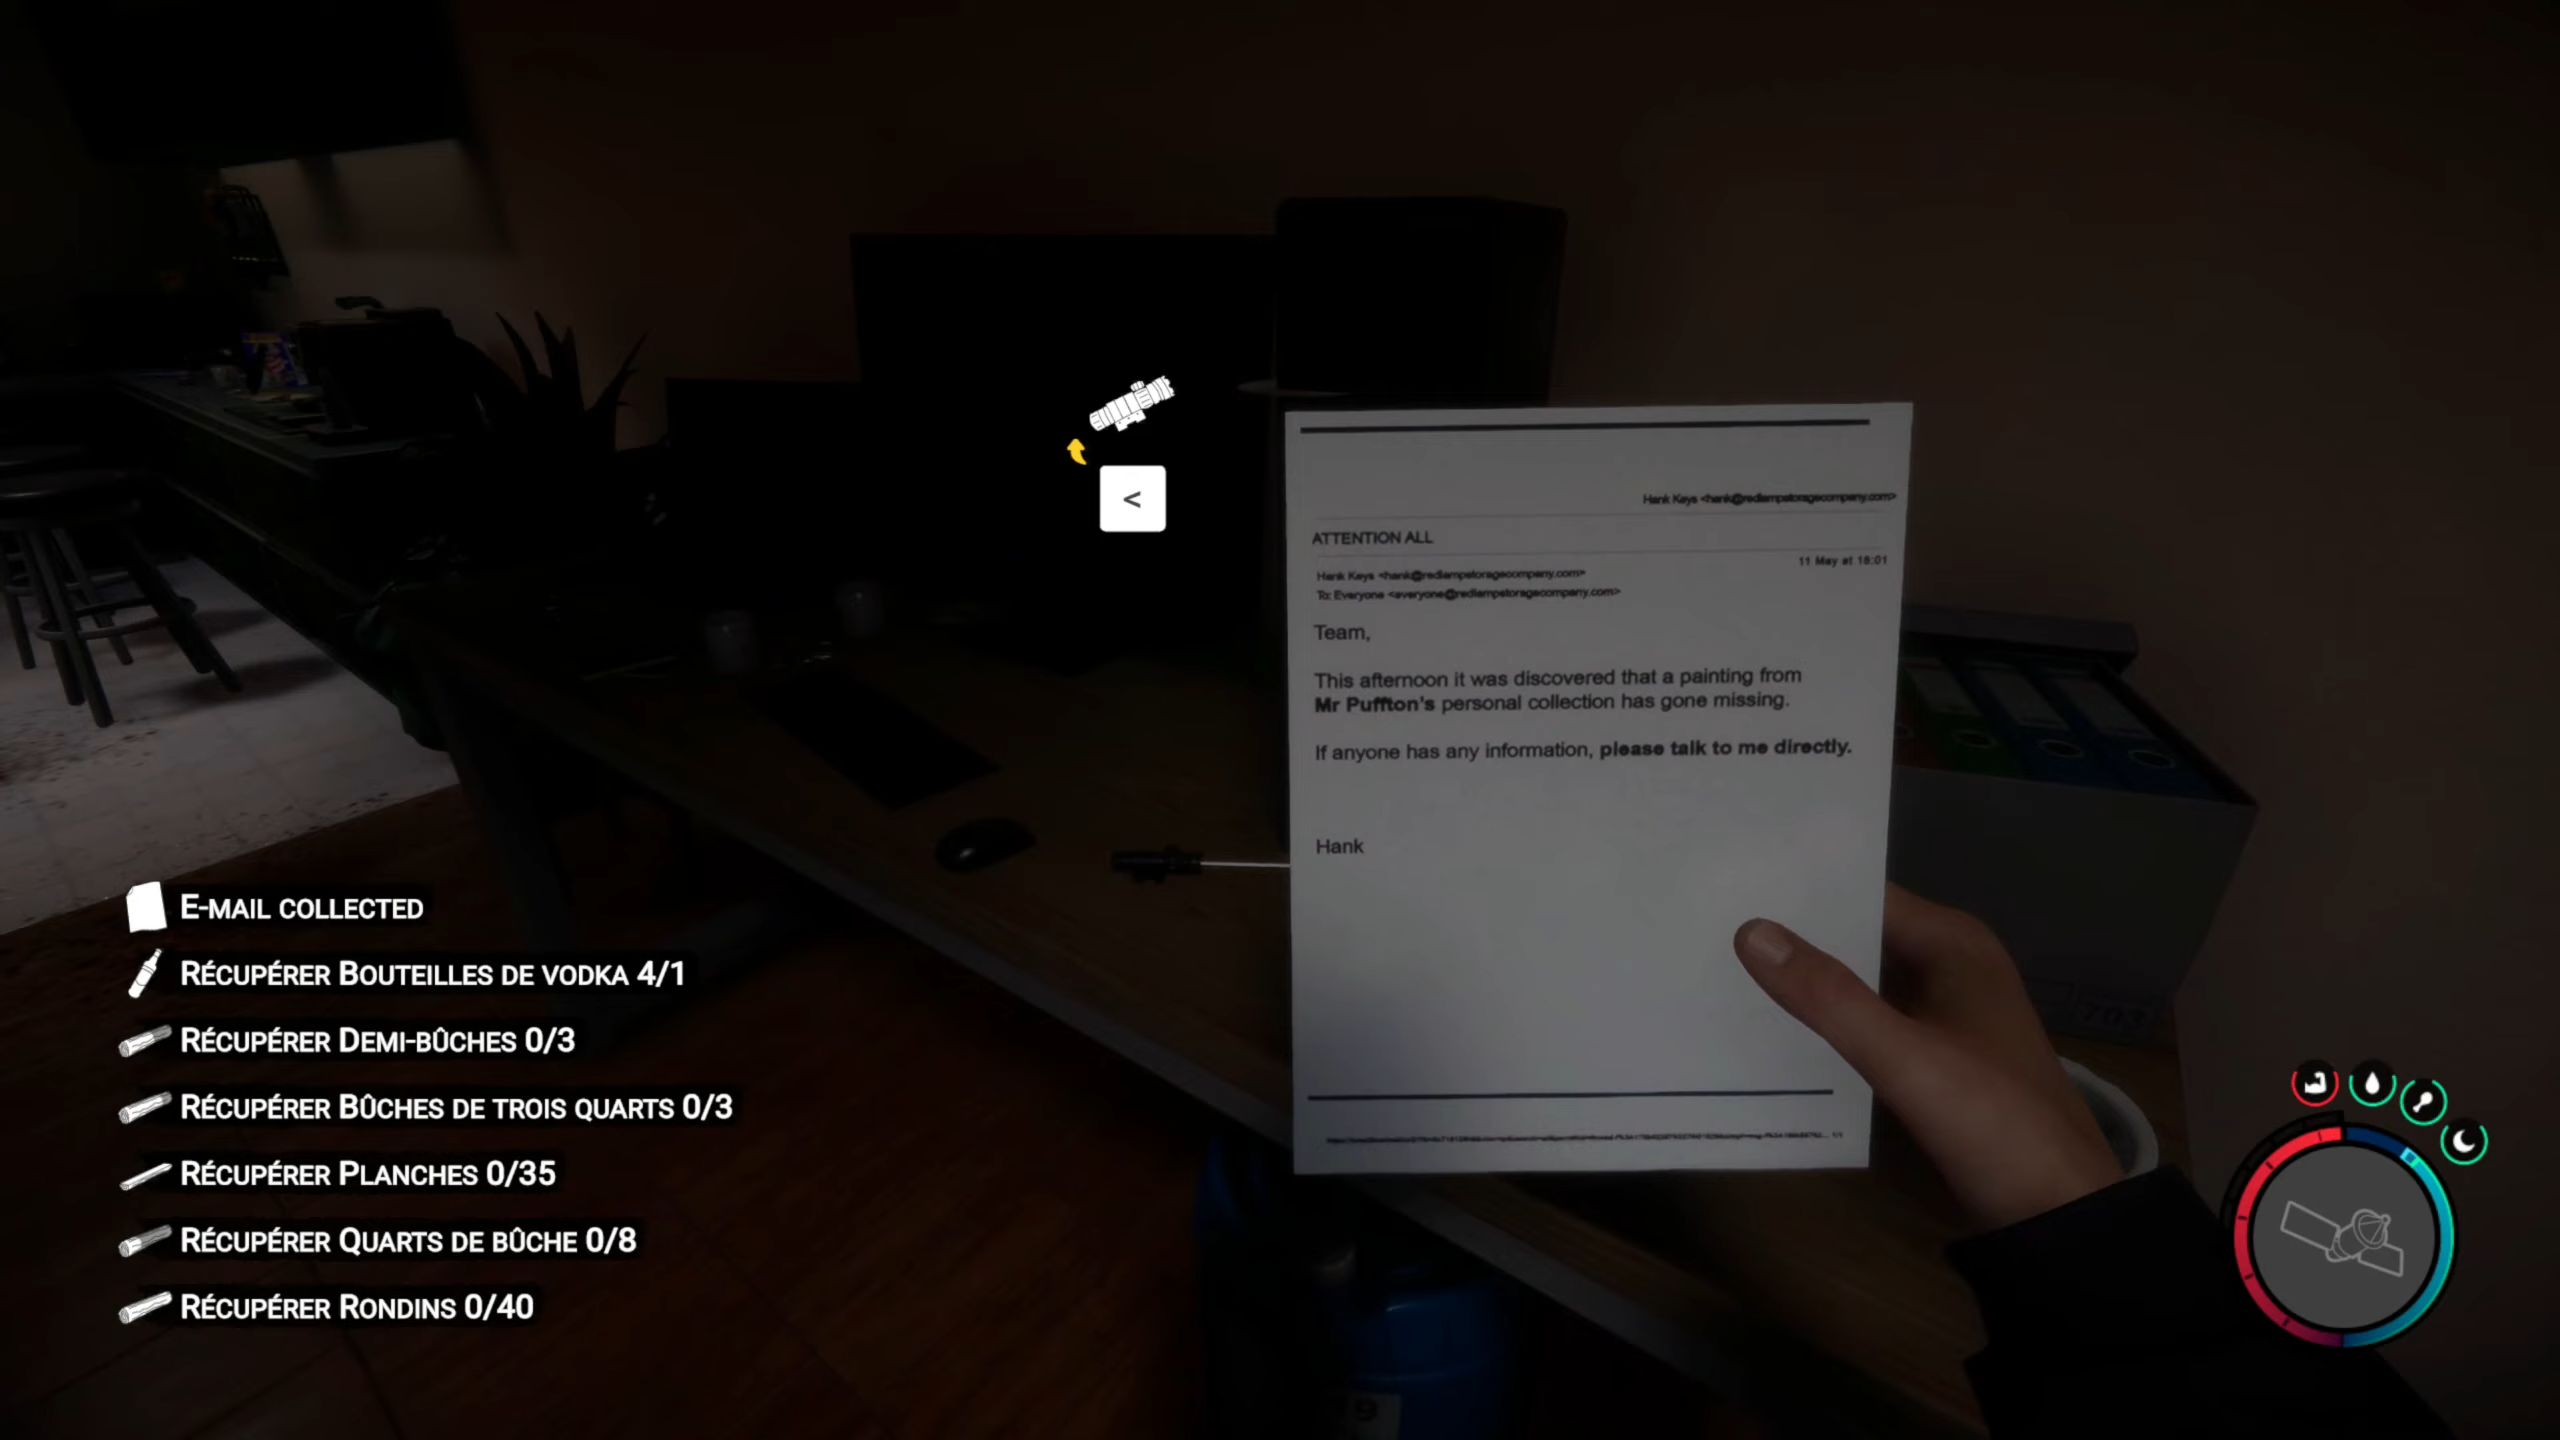 <
Hank Keys <hank@redlampstoragecompany.com>
ATTENTION ALL
11 May at 16:01
Hank Keys <hank@redlampstoragecompany.com>
To: Everyone <everyone@redlampstoragecompany.com>
Team,
This afternoon it was discovered that a painting from
Mr Puffton's personal collection has gone missing.
If anyone has any information, please talk to me directly.
Hank
E-MAIL COLLECTED
RÉCUPÉRER BOUTEILLES DE VODKA 4/1
RÉCUPÉRER DEMI-BÛCHES 0/3
RÉCUPÉRER BÛCHES DE TROIS QUARTS 0/3
RÉCUPÉRER PLANCHES 0/35
RÉCUPÉRER QUARTS DE BÛCHE 0/8
RÉCUPÉRER RONDINS 0/40